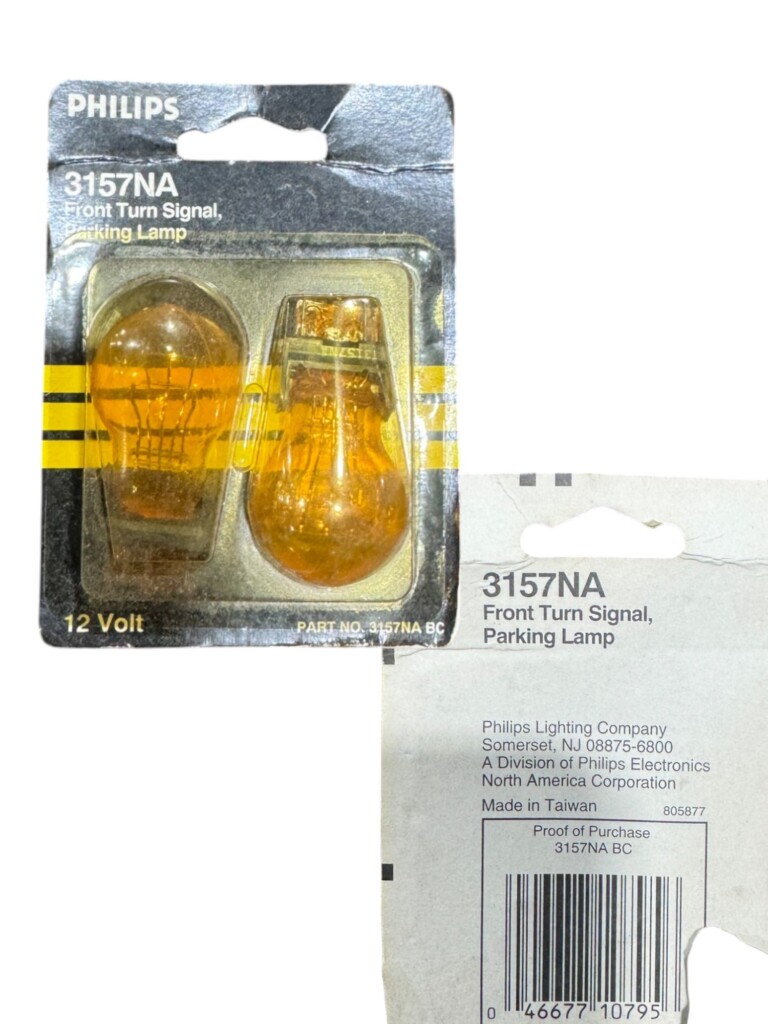 PHILIPS
3157NA
Front Turn Signal,
Parking Lamp
12 Volt
PART NO. 3157NA BC
3157NA
Front Turn Signal,
Parking Lamp
Philips Lighting Company
Somerset, NJ 08875-6800
A Division of Philips Electronics
North America Corporation
Made in Taiwan
805877
Proof of Purchase
3157NA BC
0 46677 10795